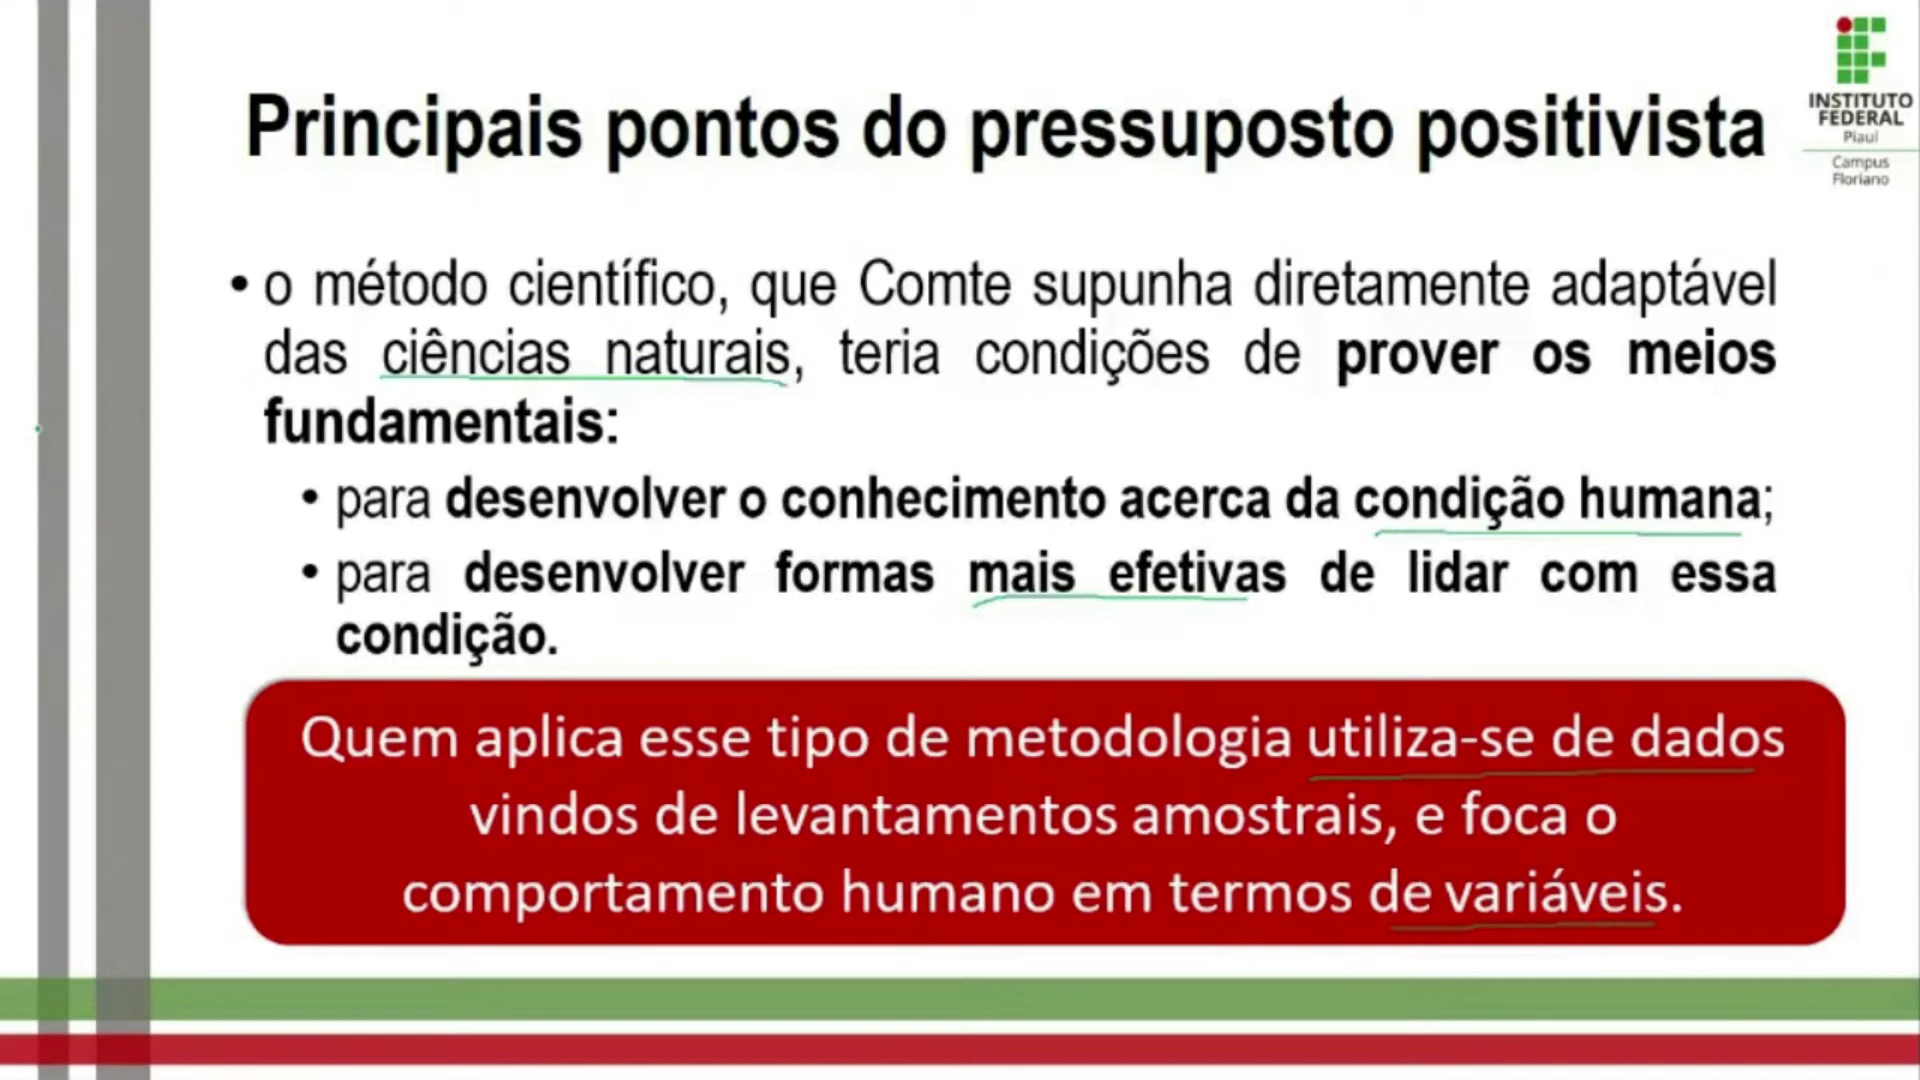 Principais pontos do pressuposto positivista
INSTITUTO
FEDERAL
Piauí
Campus
Floriano
• o método científico, que Comte supunha diretamente adaptável
das ciências naturais, teria condições de prover os meios
fundamentais:
• para desenvolver o conhecimento acerca da condição humana;
• para desenvolver formas mais efetivas de lidar com essa
condição.
Quem aplica esse tipo de metodologia utiliza-se de dados
vindos de levantamentos amostrais, e foca o
comportamento humano em termos de variáveis.